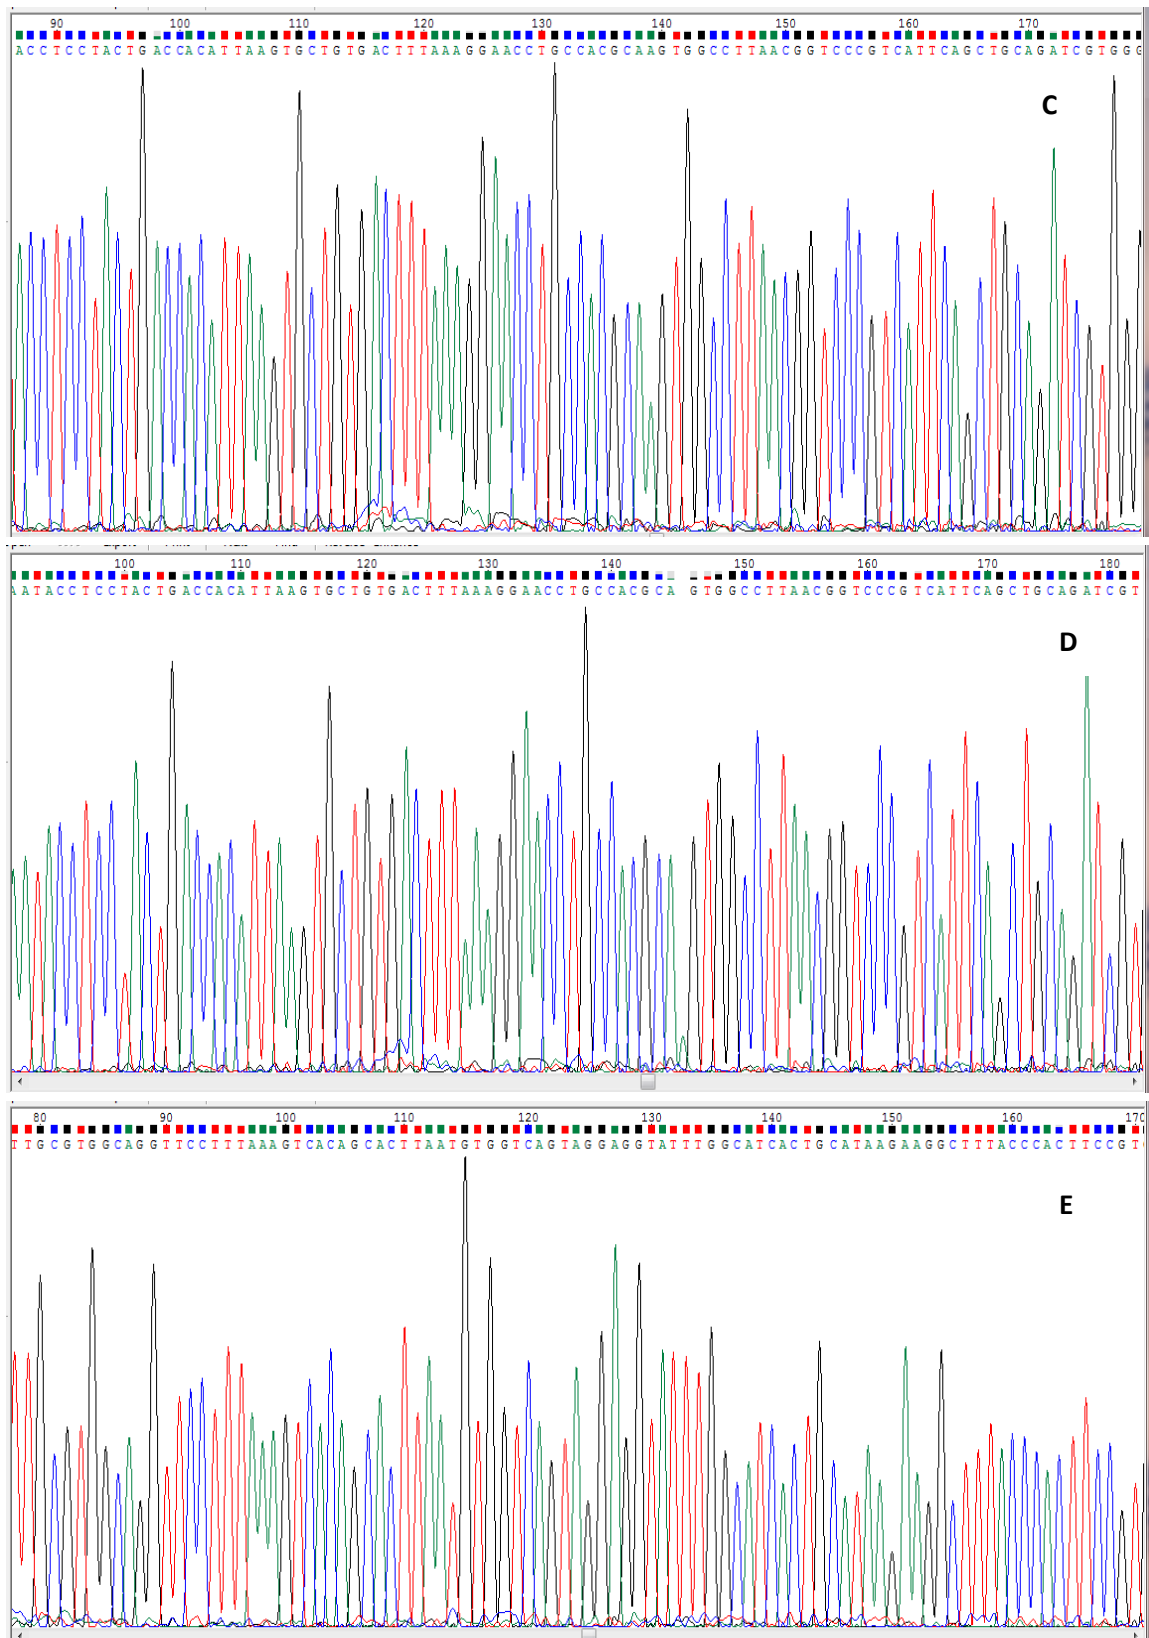 90 100 110 120 130 140 150 160 170
ACCTCCTACTGACCACATTAAGTGCTGTGACTTTAAAGGAACCTGCCACGCAAGTGGCCTTAACGGTCCCGTCATTCAGCTGCAGATCGTGGG
C
100 110 120 130 140 150 160 170 180
AATACCTCCTACTGACCACATTAAGTGCTGTGACTTTAAAGGAACCTGCCACGCA GTGGCCTTAACGGTCCCGTCATTCAGCTGCAGATCGT
D
80 90 100 110 120 130 140 150 160 170
TTGCGTGGCAGGTTCCTTTAAAGTCACAGCACTTAATGTGGTCAGTAGGAGGTATTTGGCATCACTGCATAAGAAGGCTTTACCCACTTCCGT
E